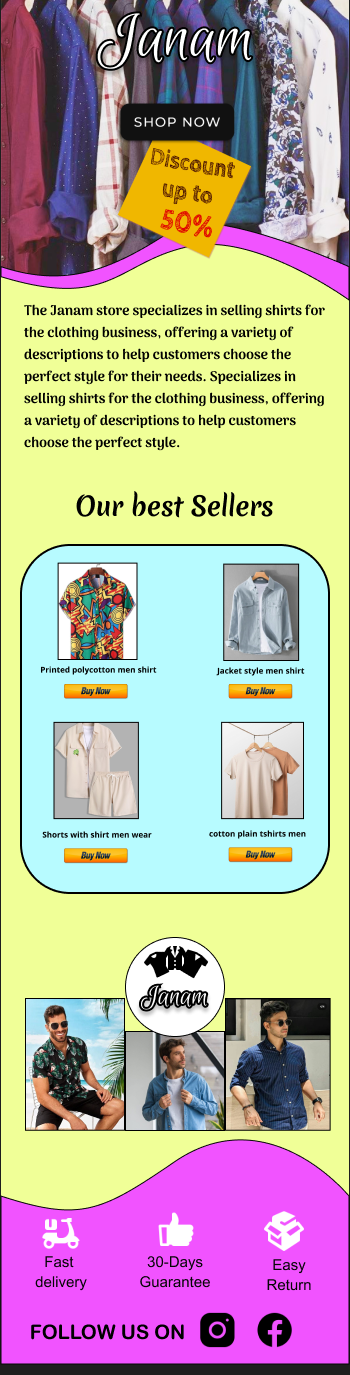 Janam
SHOP NOW
Discount
up to
50%
The Janam store specializes in selling shirts for
the clothing business, offering a variety of
descriptions to help customers choose the
perfect style for their needs. Specializes in
selling shirts for the clothing business, offering
a variety of descriptions to help customers
choose the perfect style.
Our best Sellers
Printed polycotton men shirt
Jacket style men shirt
Buy Now
Buy Now
Shorts with shirt men wear
cotton plain tshirts men
Buy Now
Buy Now
Janam
Fast
delivery
30-Days
Guarantee
Easy
Return
FOLLOW US ON